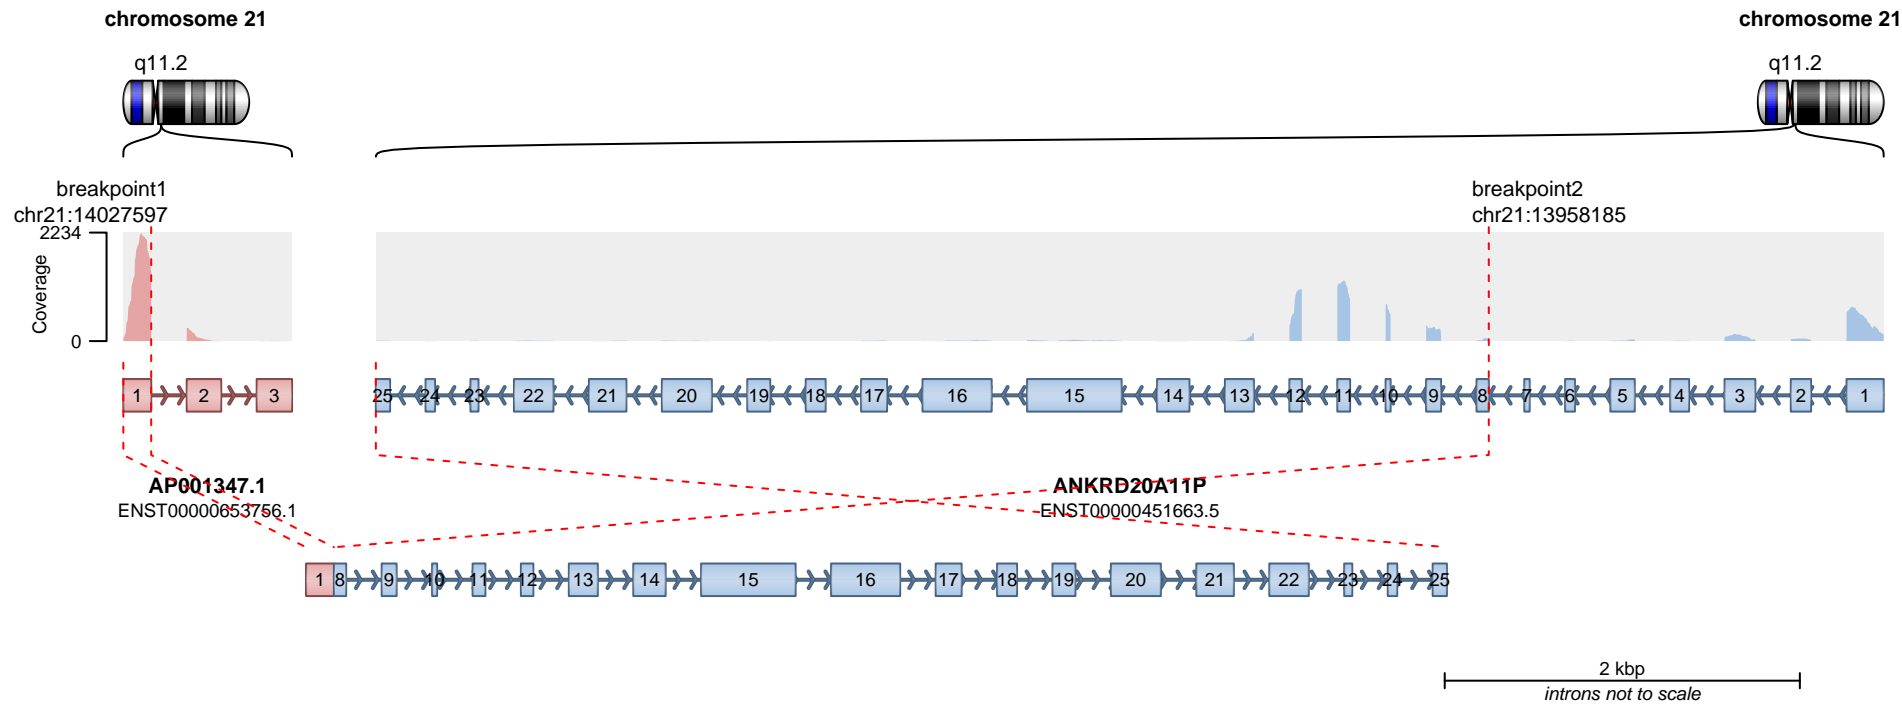 chromosome 21
chromosome 21
q11.2
q11.2
breakpoint1
chr21:14027597
breakpoint2
chr21:13958185
2234
Coverage
0
1 2 3
25 24 23 22 21 20 19 18 17 16 15 14 13 12 11 10 9 8 7 6 5 4 3 2 1
AP001347.1
ENST00000653756.1
ANKRD20A11P
ENST00000451663.5
1 8 9 10 11 12 13 14 15 16 17 18 19 20 21 22 23 24 25
2 kbp
introns not to scale